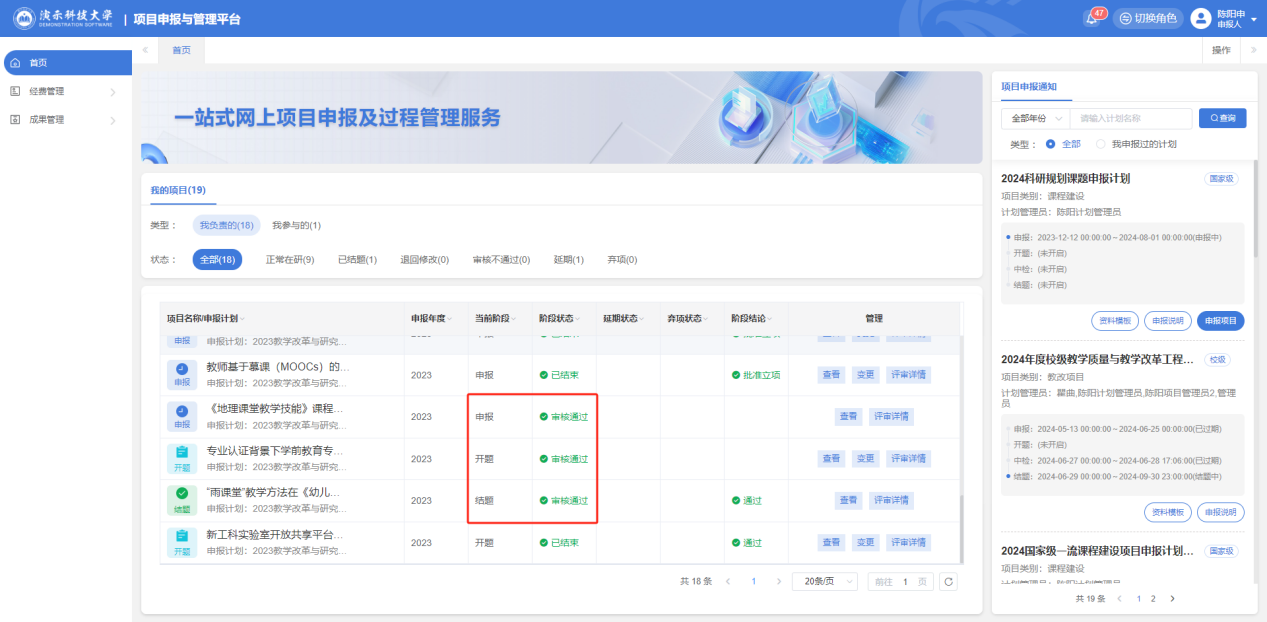 演示科技大学
DEMONSTRATION SOFTWARE
项目申报与管理平台
47
切换角色
陈阳申
申报人
首页
经费管理
成果管理
首页
操作
一站式网上项目申报及过程管理服务
我的项目(19)
类型: 我负责的(18) 我参与的(1)
状态: 全部(18) 正常在研(9) 已结题(1) 退回修改(0) 审核不通过(0) 延期(1) 弃项(0)
项目名称/申报计划 申报年度 当前阶段 阶段状态 延期状态 弃项状态 阶段结论 管理
申报 申报计划: 2023教学改革与研究...
教师基于慕课（MOOCs）的... 2023 申报 已结束 批准立项 查看 变更 评审详情
申报 申报计划: 2023教学改革与研究...
《地理课堂教学技能》课程... 2023 申报 审核通过 查看 评审详情
申报 申报计划: 2023教学改革与研究...
专业认证背景下学前教育专... 2023 开题 审核通过 查看 变更 评审详情
开题 申报计划: 2023教学改革与研究...
“雨课堂”教学方法在《幼儿... 2023 结题 审核通过 通过 查看 评审详情
结题 申报计划: 2023教学改革与研究...
新工科实验室开放共享平台... 2023 开题 已结束 通过 查看 变更 评审详情
开题 申报计划: 2023教学改革与研究...
共 18 条 1 20条/页 前往 1 页
项目申报通知
全部年份 请输入计划名称 查询
类型: 全部 我申报过的计划
2024科研规划课题申报计划 国家级
项目类别: 课程建设
计划管理员: 陈阳计划管理员
申报: 2023-12-12 00:00:00 ~ 2024-08-01 00:00:00(申报中)
开题: (未开启)
中检: (未开启)
结题: (未开启)
资料模板 申报说明 申报项目
2024年度校级教学质量与教学改革工程... 校级
项目类别: 教改项目
计划管理员: 瞿曲,陈阳计划管理员,陈阳项目管理员2,管理
员
申报: 2024-05-13 00:00:00 ~ 2024-06-25 00:00:00(已过期)
开题: (未开启)
中检: 2024-06-27 00:00:00 ~ 2024-06-28 17:06:00(已过期)
结题: 2024-06-29 00:00:00 ~ 2024-09-30 23:00:00(结题中)
资料模板 申报说明
2024国家级一流课程建设项目申报计划... 国家级
项目类别: 课程建设
计划管理员: 陈阳计划管理员
共 19 条 1 2